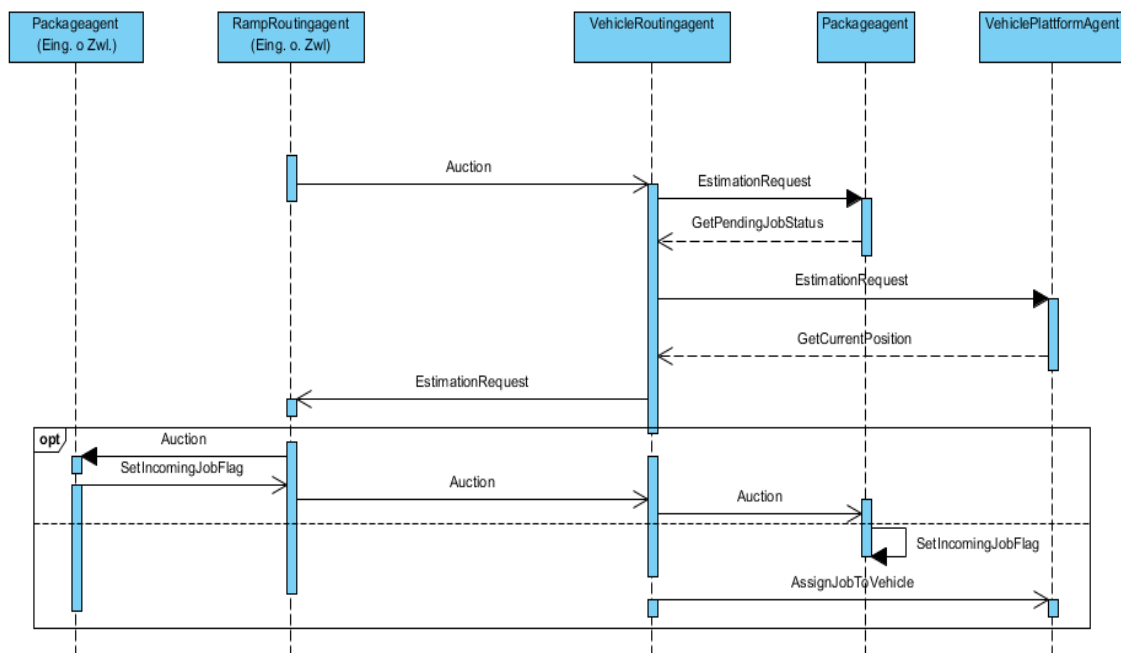 Packageagent
(Eing. o Zwl.)
RampRoutingagent
(Eing. o. Zwl)
VehicleRoutingagent
Packageagent
VehiclePlattformAgent
Auction
EstimationRequest
GetPendingJobStatus
EstimationRequest
GetCurrentPosition
EstimationRequest
opt
Auction
SetIncomingJobFlag
Auction
Auction
SetIncomingJobFlag
AssignJobToVehicle